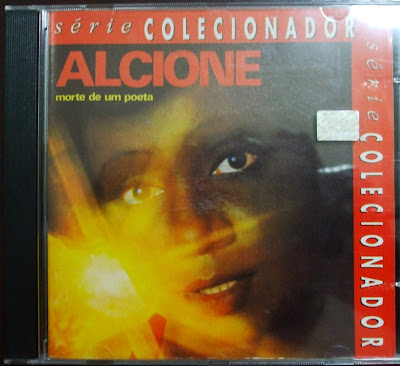 série COLECIONADOR
ALCIONE
morte de um poeta
série COLECIONADOR